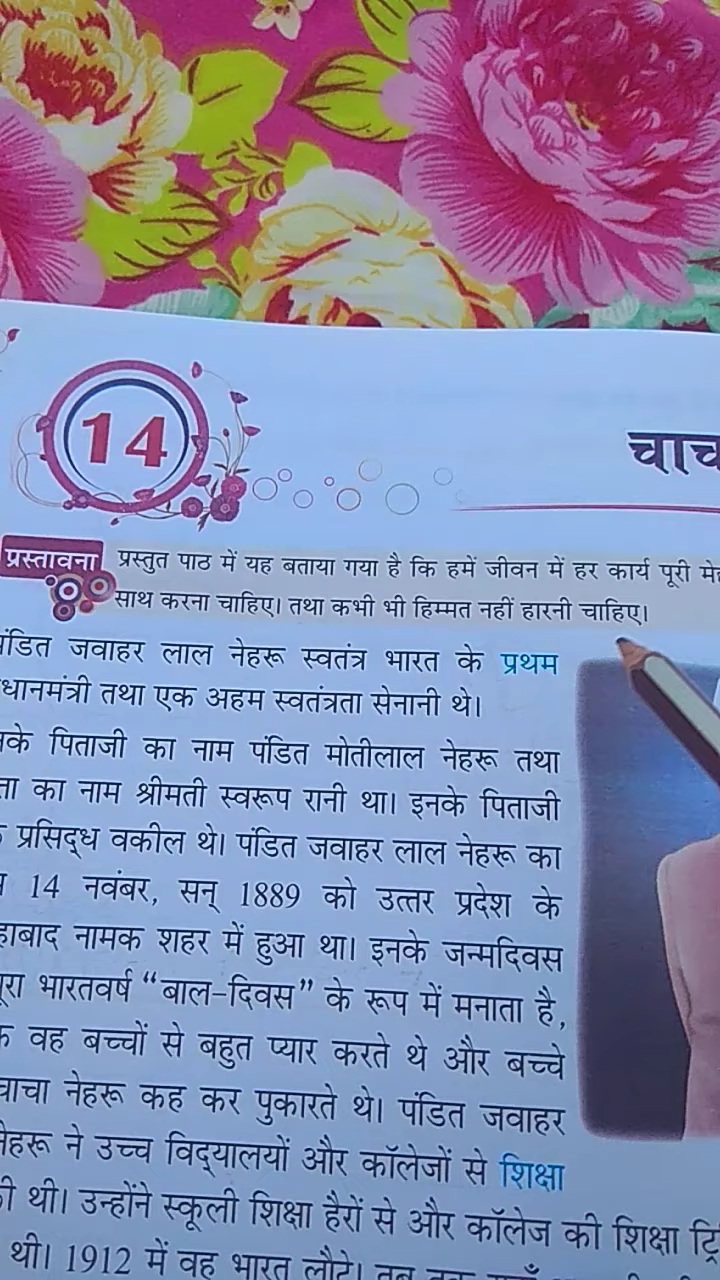 14
चाच
प्रस्तावना
प्रस्तुत पाठ में यह बताया गया है कि हमें जीवन में हर कार्य पूरी
साथ करना चाहिए। तथा कभी भी हिम्मत नहीं हारनी चाहिए।
पंडित जवाहर लाल नेहरू स्वतंत्र भारत के प्रथम
धानमंत्री तथा एक अहम स्वतंत्रता सेनानी थे।
नके पिताजी का नाम पंडित मोतीलाल नेहरू तथा
ता का नाम श्रीमती स्वरूप रानी था। इनके पिताजी
प्रसिद्ध वकील थे। पंडित जवाहर लाल नेहरू का
14 नवंबर, सन् 1889 को उत्तर प्रदेश के
हाबाद नामक शहर में हुआ था। इनके जन्मदिवस
पूरा भारतवर्ष “बाल-दिवस” के रूप में मनाता है,
क वह बच्चों से बहुत प्यार करते थे और बच्चे
चाचा नेहरू कह कर पुकारते थे। पंडित जवाहर
नेहरू ने उच्च विद्यालयों और कॉलेजों से शिक्षा
की थी। उन्होंने स्कूली शिक्षा हैरों से और कॉलेज की शिक्षा
थी। 1912 में वह भारत लौटे।